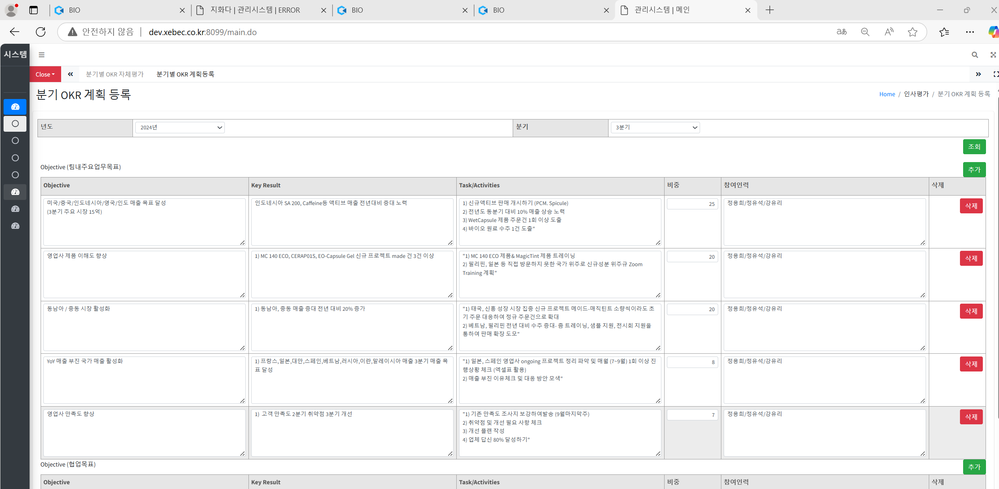 BIO
지화다 | 관리시스템 | ERROR
BIO
BIO
관리시스템 | 메인
안전하지 않음
dev.xebec.co.kr:8099/main.do
시스템
Close
분기별 OKR 자체평가
분기별 OKR 계획등록
분기 OKR 계획 등록
Home / 인사평가 / 분기 OKR 계획 등록
년도
2024년
분기
3분기
조회
Objective (팀내주요업무목표)
추가
Objective
Key Result
Task/Activities
비중
참여인력
삭제
미국/중국/인도네시아/영국/인도 매출 목표 달성
(3분기 주요 시장 15억)
인도네시아 SA 200, Caffeine등 액티브 매출 전년대비 증대 노력
1) 신규액티브 판매 개시하기 (PCM. Spicule)
2) 전년도 동분기 대비 10% 매출 상승 노력
3) WetCapsule 제품 주문건 1회 이상 도출
4) 바이오 원료 수주 1건 도출"
25
정용희/정유석/강유리
삭제
영업사 제품 이해도 향상
1) MC 140 ECO, CERAP01S, EO-Capsule Gel 신규 프로젝트 made 건 3건 이상
"1) MC 140 ECO 제품& MagicTint 제품 트레이닝
2) 필리핀, 일본 등 직접 방문하지 못한 국가 위주로 신규성분 위주규 Zoom
Training 계획"
20
정용희/정유석/강유리
삭제
동남아 / 중동 시장 활성화
1) 동남아, 중동 매출 증대 전년 대비 20% 증가
"1) 태국, 신흥 성장 시장 집중 신규 프로젝트 메이드-매직틴트 소량씩이라도 초
기 주문 대응하여 정규 주문건으로 확대
2) 베트남, 필리핀 전년 대비 수주 증대- 줌 트레이닝, 샘플 지원, 전시회 지원을
통하여 판매 확장 도모"
20
정용희/정유석/강유리
삭제
YoY 매출 부진 국가 매출 활성화
1) 프랑스,일본,대만,스페인,베트남,러시아,이란,말레이시아 매출 3분기 매출 목
표 달성
"1) 일본, 스페인 영업사 ongoing 프로젝트 정리 파악 및 매월 (7~9월) 1회 이상 진
행상황 체크 (엑셀표 활용)
2) 매출 부진 이유체크 및 대응 방안 모색"
8
정용희/정유석/강유리
삭제
영업사 만족도 향상
1) 고객 만족도 2분기 취약점 3분기 개선
"1) 기존 만족도 조사지 보강하여발송 (9월마지막주)
2) 취약점 및 개선 필요 사항 체크
3) 개선 플랜 작성
4) 업체 답신 80% 달성하기"
7
정용희/정유석/강유리
삭제
Objective (협업목표)
추가
Objective
Key Result
Task/Activities
비중
참여인력
삭제